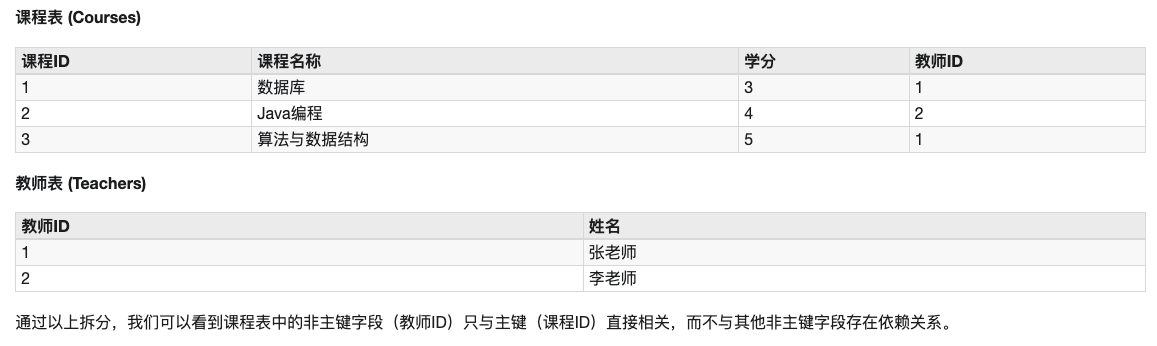 课程表 (Courses)
课程ID 课程名称 学分 教师ID
1 数据库 3 1
2 Java编程 4 2
3 算法与数据结构 5 1
教师表 (Teachers)
教师ID 姓名
1 张老师
2 李老师
通过以上拆分，我们可以看到课程表中的非主键字段（教师ID）只与主键（课程ID）直接相关，而不与其他非主键字段存在依赖关系。